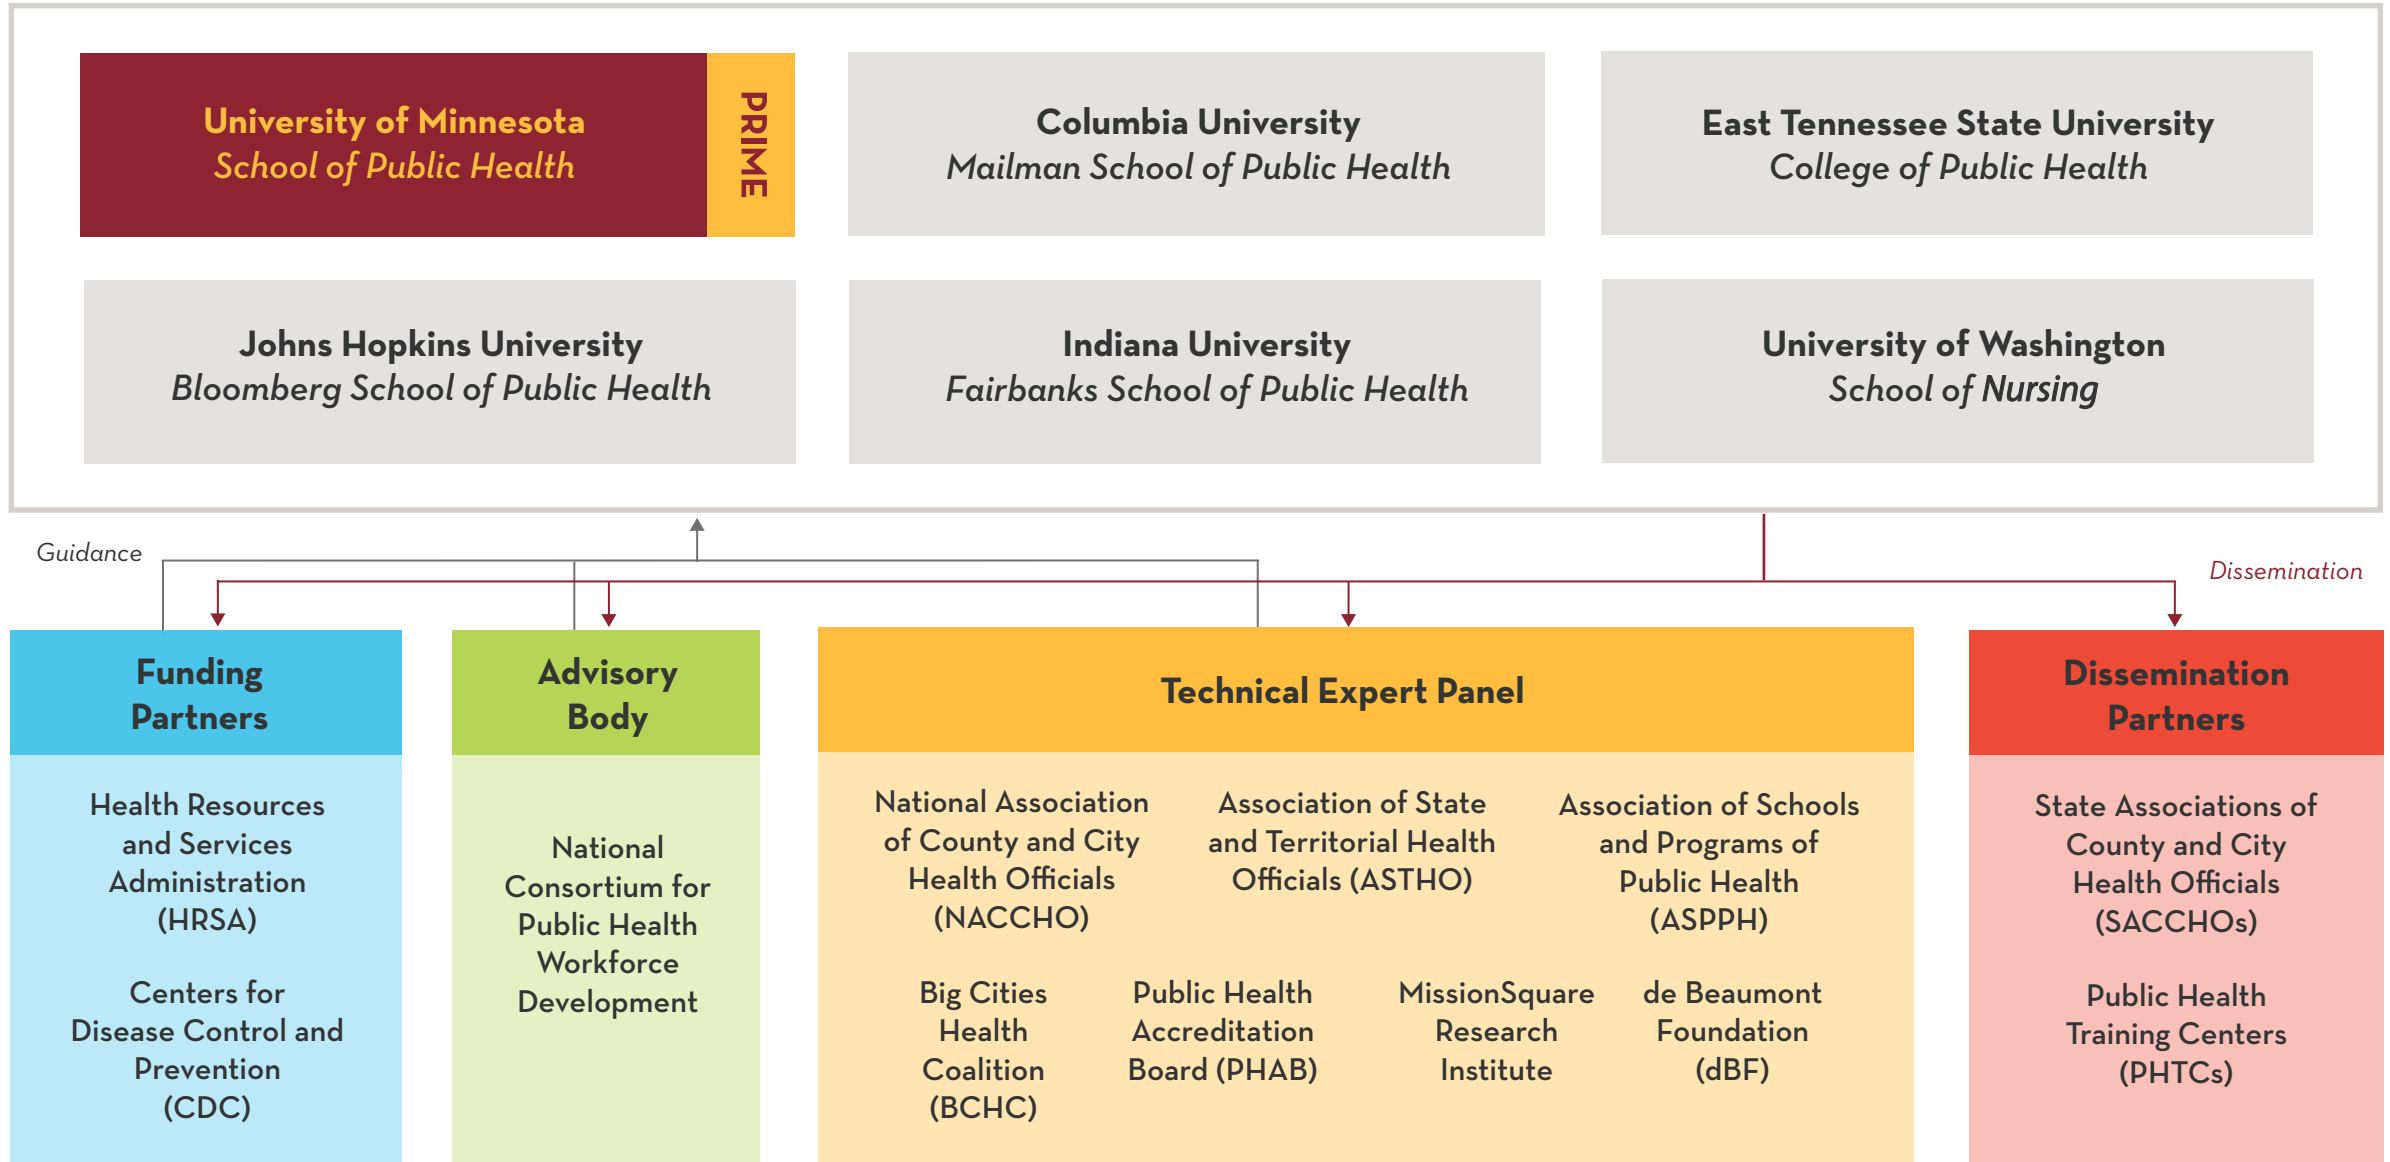 University of Minnesota
School of Public Health
PRIME
Columbia University
Mailman School of Public Health
East Tennessee State University
College of Public Health
Johns Hopkins University
Bloomberg School of Public Health
Indiana University
Fairbanks School of Public Health
University of Washington
School of Nursing
Guidance
Dissemination
Funding
Partners
Health Resources
and Services
Administration
(HRSA)
Centers for
Disease Control and
Prevention
(CDC)
Advisory
Body
National
Consortium for
Public Health
Workforce
Development
Technical Expert Panel
National Association
of County and City
Health Officials
(NACCHO)
Association of State
and Territorial Health
Officials (ASTHO)
Association of Schools
and Programs of
Public Health
(ASPPH)
Big Cities
Health
Coalition
(BCHC)
Public Health
Accreditation
Board (PHAB)
MissionSquare
Research
Institute
de Beaumont
Foundation
(dBF)
Dissemination
Partners
State Associations of
County and City
Health Officials
(SACCHOs)
Public Health
Training Centers
(PHTCs)